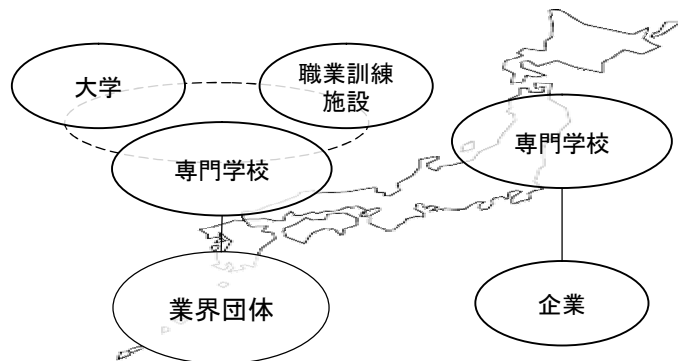 大学
職業訓練
施設
専門学校
専門学校
業界団体
企業